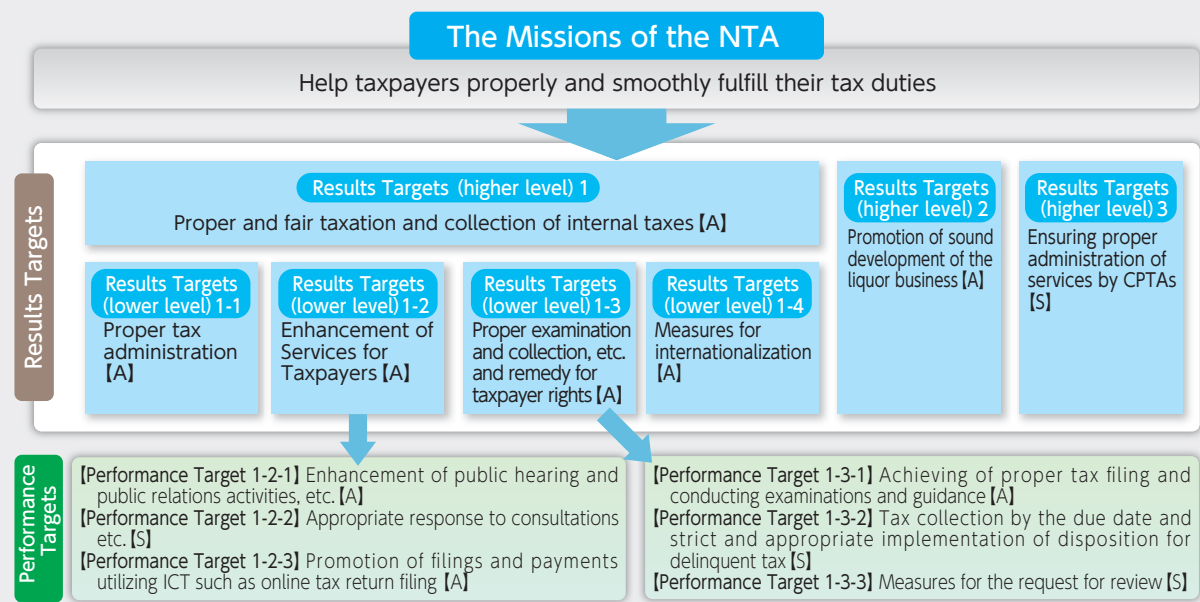 The Missions of the NTA
Help taxpayers properly and smoothly fulfill their tax duties
Results Targets
Results Targets (higher level) 1
Proper and fair taxation and collection of internal taxes【A】
Results Targets
(higher level) 2
Promotion of sound
development of the
liquor business【A】
Results Targets
(higher level) 3
Ensuring proper
administration of
services by CPTAs
【S】
Results Targets
(lower level) 1-1
Proper tax
administration
【A】
Results Targets
(lower level) 1-2
Enhancement of
Services for
Taxpayers【A】
Results Targets
(lower level) 1-3
Proper examination
and collection, etc.
and remedy for
taxpayer rights【A】
Results Targets
(lower level) 1-4
Measures for
internationalization
【A】
Performance
Targets
【Performance Target 1-2-1】Enhancement of public hearing and
public relations activities, etc.【A】
【Performance Target 1-2-2】Appropriate response to consultations
etc.【S】
【Performance Target 1-2-3】Promotion of filings and payments
utilizing ICT such as online tax return filing【A】
【Performance Target 1-3-1】Achieving of proper tax filing and
conducting examinations and guidance【A】
【Performance Target 1-3-2】Tax collection by the due date and
strict and appropriate implementation of disposition for
delinquent tax【S】
【Performance Target 1-3-3】Measures for the request for review【S】